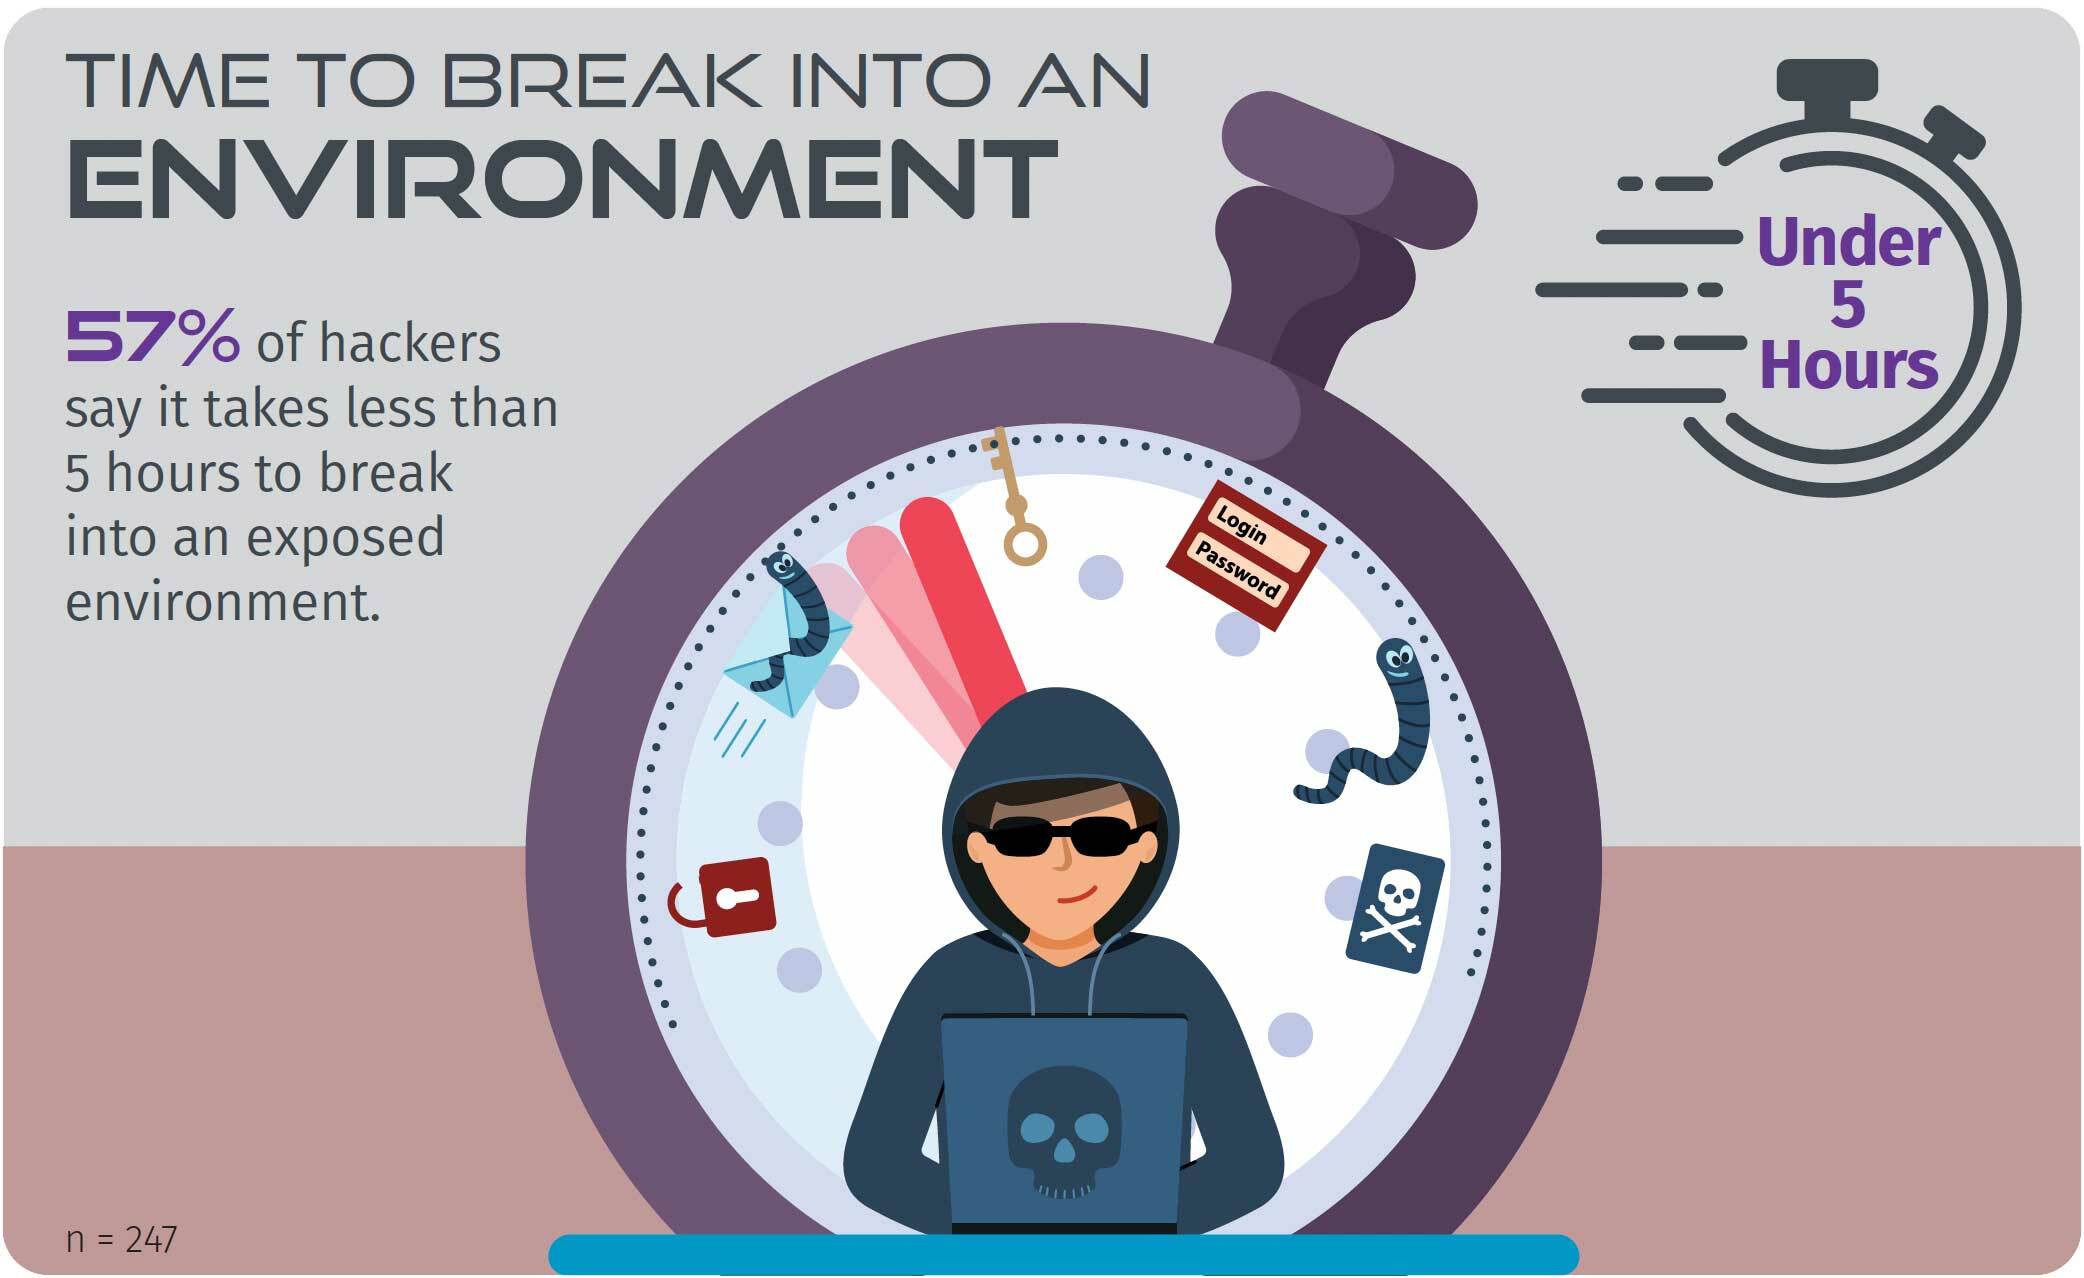 TIME TO BREAK INTO AN
ENVIRONMENT
57% of hackers
say it takes less than
5 hours to break
into an exposed
environment.
Under
5
Hours
Login
Password
n = 247